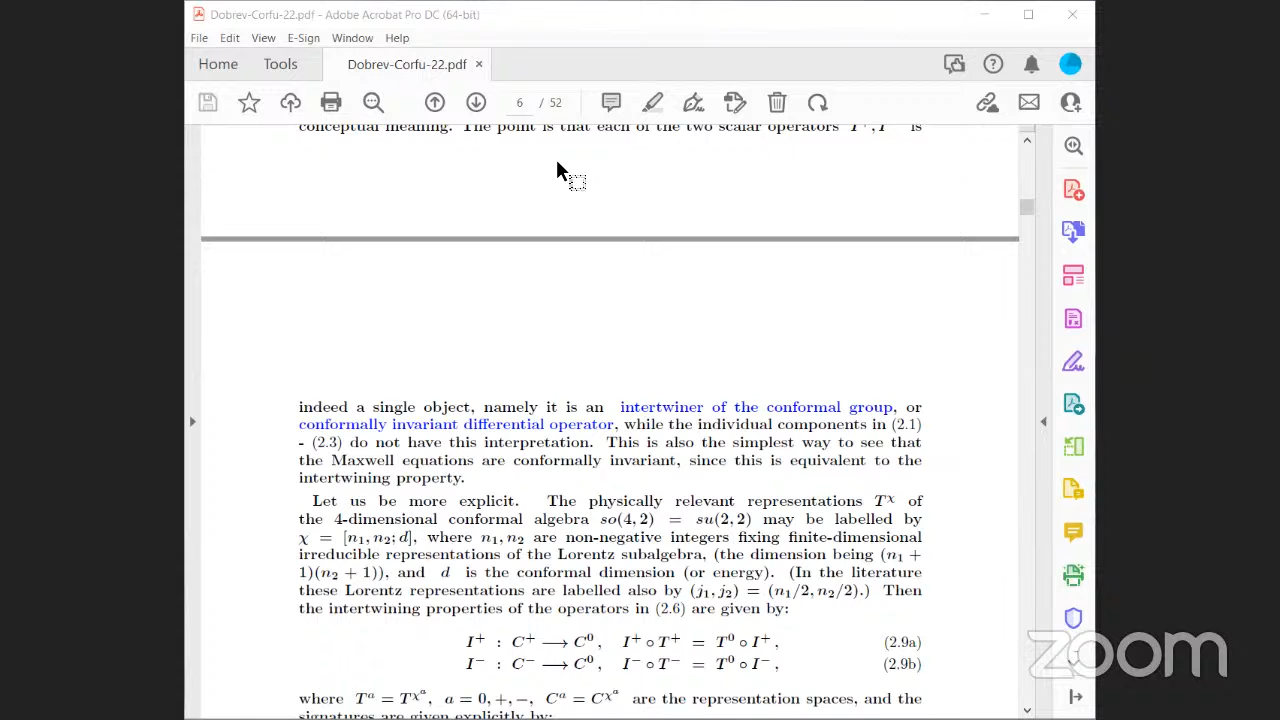 Dobrev-Corfu-22.pdf - Adobe Acrobat Pro DC (64-bit)
File Edit View E-Sign Window Help
Home Tools Dobrev-Corfu-22.pdf ×
6 / 52
conceptual meaning. The point is that each of the two scalar operators I⁺, I⁻ is
indeed a single object, namely it is an intertwiner of the conformal group, or
conformally invariant differential operator, while the individual components in (2.1)
- (2.3) do not have this interpretation. This is also the simplest way to see that
the Maxwell equations are conformally invariant, since this is equivalent to the
intertwining property.
Let us be more explicit. The physically relevant representations T^χ of
the 4-dimensional conformal algebra so(4,2) = su(2,2) may be labelled by
χ = [n₁, n₂; d], where n₁, n₂ are non-negative integers fixing finite-dimensional
irreducible representations of the Lorentz subalgebra, (the dimension being (n₁ +
1)(n₂ + 1)), and d is the conformal dimension (or energy). (In the literature
these Lorentz representations are labelled also by (j₁, j₂) = (n₁/2, n₂/2).) Then
the intertwining properties of the operators in (2.6) are given by:
I⁺ : C⁺ ⟶ C⁰, I⁺ ∘ T⁺ = T⁰ ∘ I⁺, (2.9a)
I⁻ : C⁻ ⟶ C⁰, I⁻ ∘ T⁻ = T⁰ ∘ I⁻, (2.9b)
where Tᵃ = T^χᵃ, a = 0, +, −, Cᵃ = C^χᵃ are the representation spaces, and the
signatures are given explicitly by:
zoom